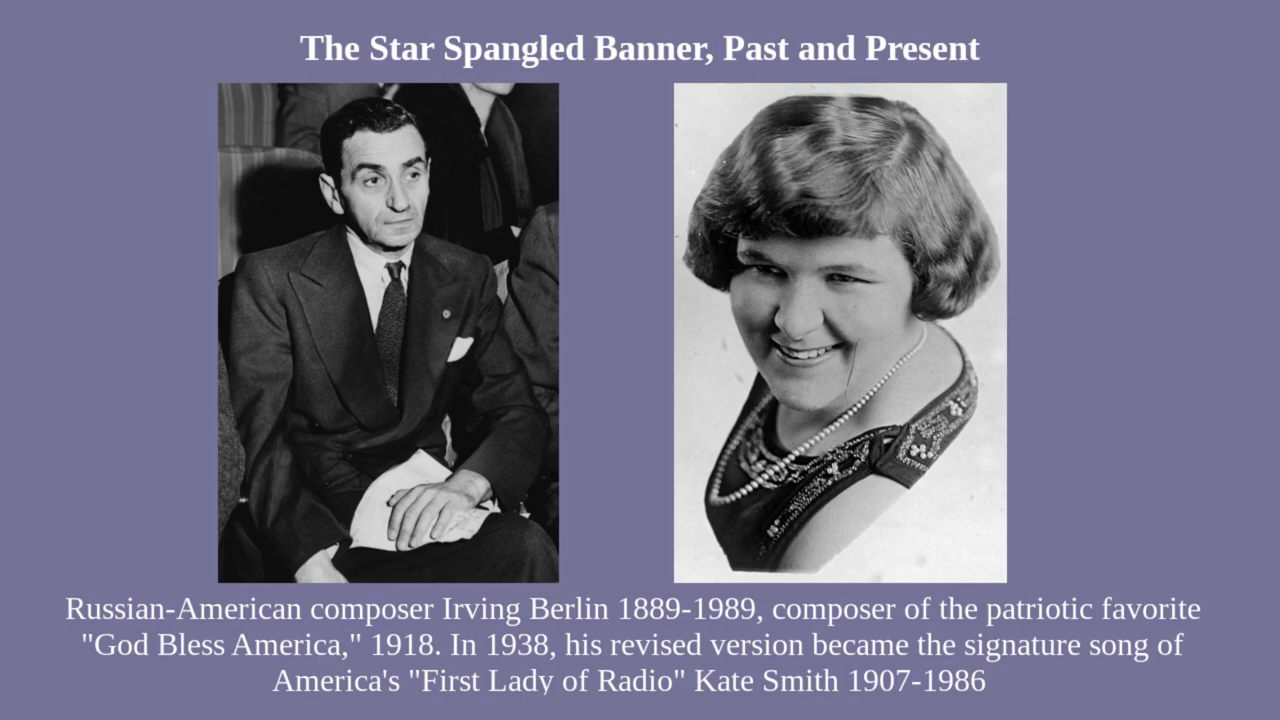 The Star Spangled Banner, Past and Present
Russian-American composer Irving Berlin 1889-1989, composer of the patriotic favorite
"God Bless America," 1918. In 1938, his revised version became the signature song of
America's "First Lady of Radio" Kate Smith 1907-1986